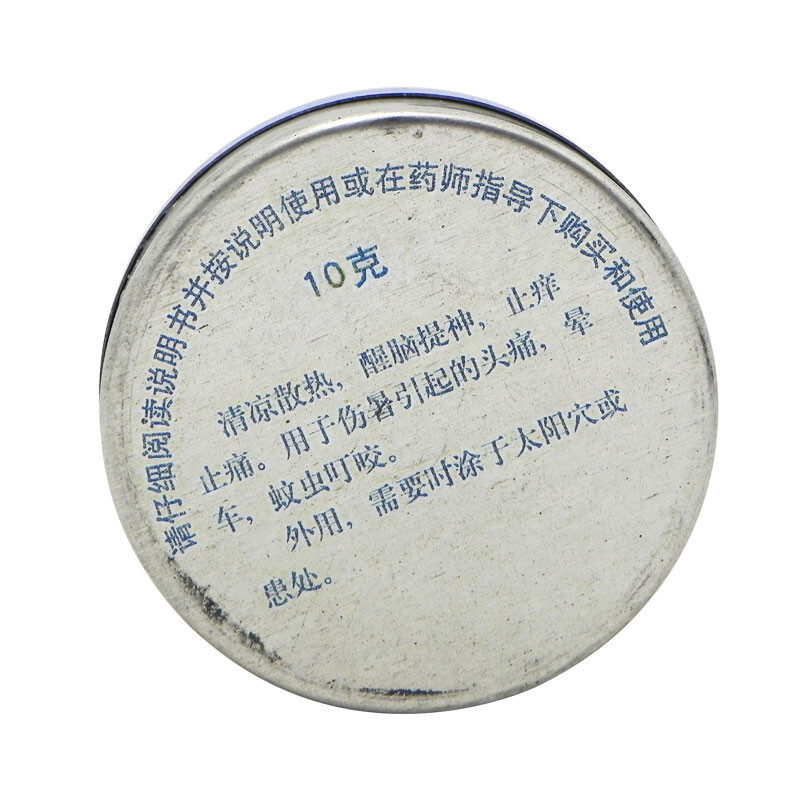 请仔细阅读说明书并按说明使用或在药师指导下购买和使用
10克
清凉散热，醒脑提神，止痒
止痛。用于伤暑引起的头痛，晕
车，蚊虫叮咬。
外用，需要时涂于太阳穴或
患处。